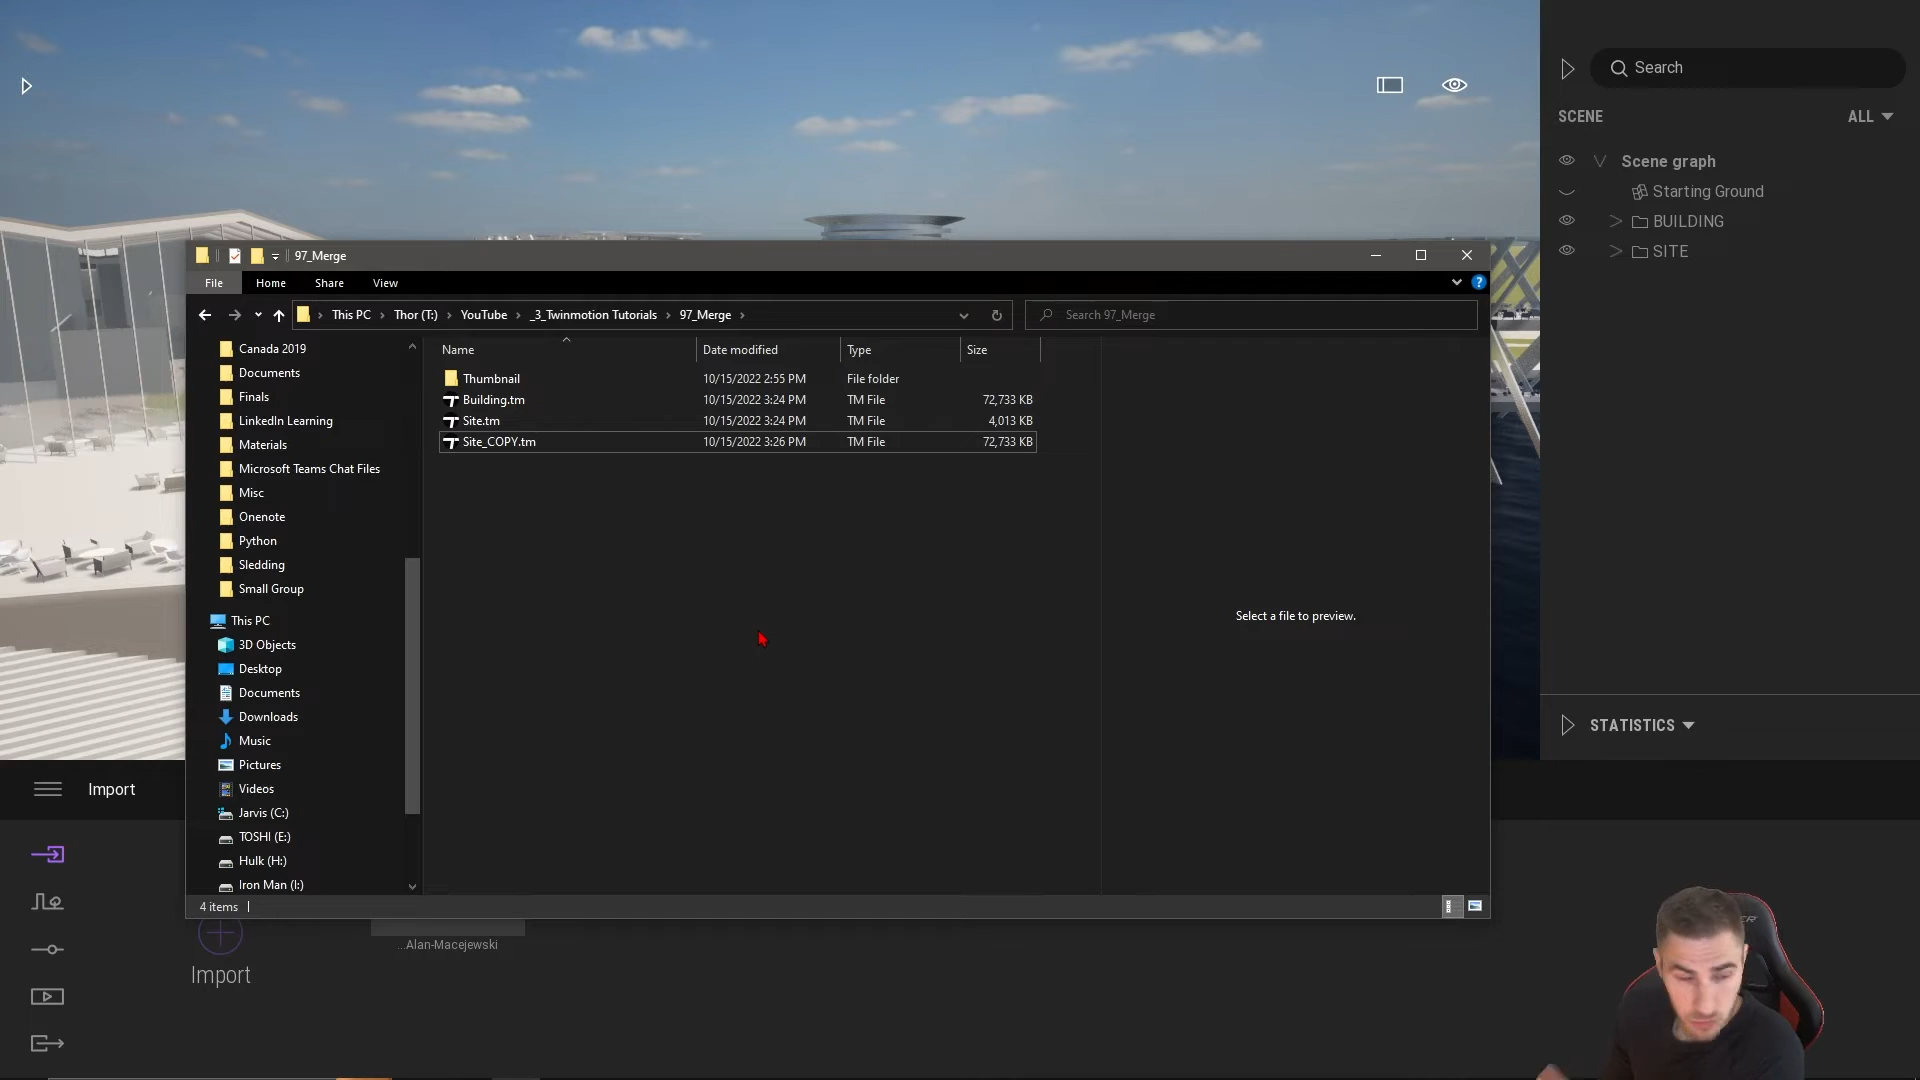 Search
SCENE
ALL
Scene graph
Starting Ground
BUILDING
SITE
97_Merge
File
Home
Share
View
This PC
Thor (T:)
YouTube
_3_Twinmotion Tutorials
97_Merge
Search 97_Merge
Canada 2019
Documents
Finals
LinkedIn Learning
Materials
Microsoft Teams Chat Files
Misc
Onenote
Python
Sledding
Small Group
This PC
3D Objects
Desktop
Documents
Downloads
Music
Pictures
Videos
Jarvis (C:)
TOSHI (E:)
Hulk (H:)
Iron Man (I:)
Name Date modified Type Size
Thumbnail 10/15/2022 2:55 PM File folder
Building.tm 10/15/2022 3:24 PM TM File 72,733 KB
Site.tm 10/15/2022 3:24 PM TM File 4,013 KB
Site_COPY.tm 10/15/2022 3:26 PM TM File 72,733 KB
Select a file to preview.
4 items
STATISTICS
Import
Import
...Alan-Macejewski